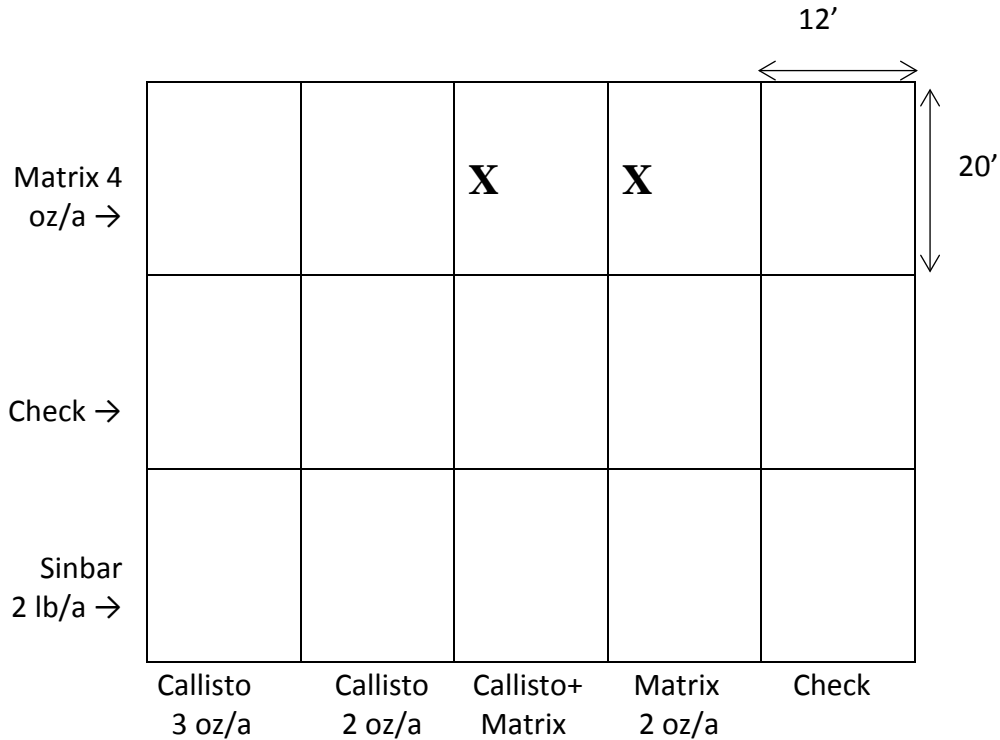 12’
20’
Matrix 4
oz/a →
X X
Check →
Sinbar
2 lb/a →
Callisto Callisto Callisto+ Matrix Check
3 oz/a 2 oz/a Matrix 2 oz/a